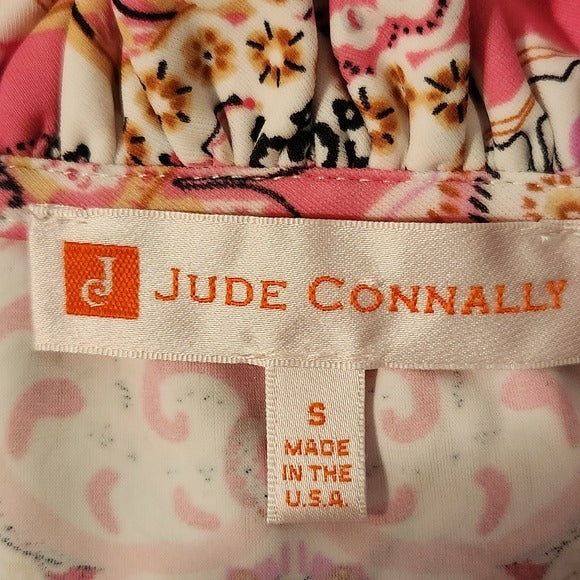 JC
JUDE CONNALLY
S
MADE
IN THE
U.S.A.